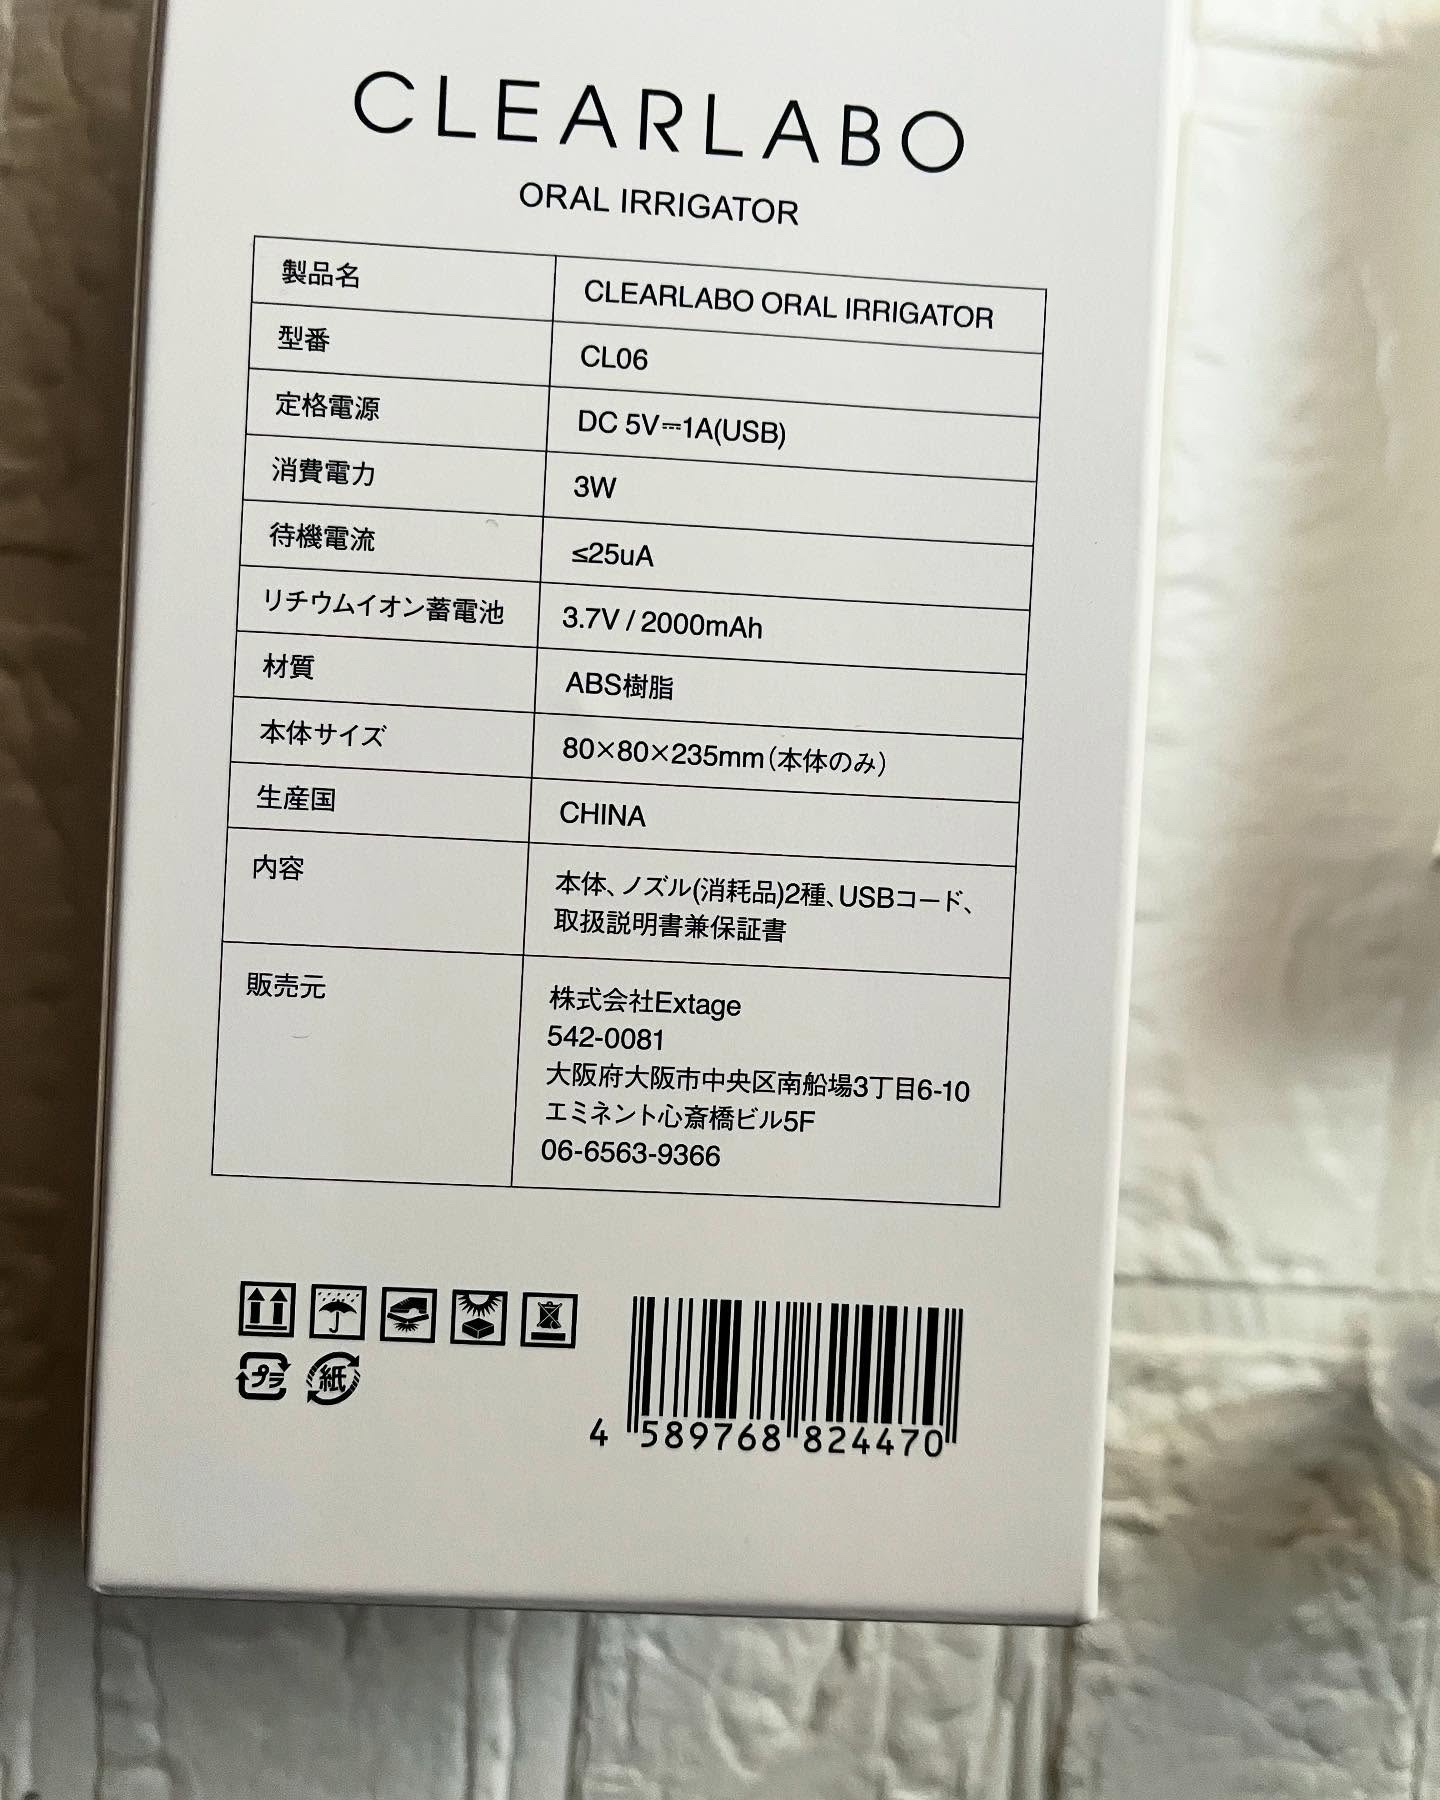 CLEARLABO
ORAL IRRIGATOR
製品名 CLEARLABO ORAL IRRIGATOR
型番 CL06
定格電源 DC 5V⎓1A(USB)
消費電力 3W
待機電流 ≤25uA
リチウムイオン蓄電池 3.7V / 2000mAh
材質 ABS樹脂
本体サイズ 80×80×235mm（本体のみ）
生産国 CHINA
内容 本体、ノズル(消耗品)2種、USBコード、
取扱説明書兼保証書
販売元 株式会社Extage
542-0081
大阪府大阪市中央区南船場3丁目6-10
エミネント心斎橋ビル5F
06-6563-9366
プラ 紙
4 589768 824470